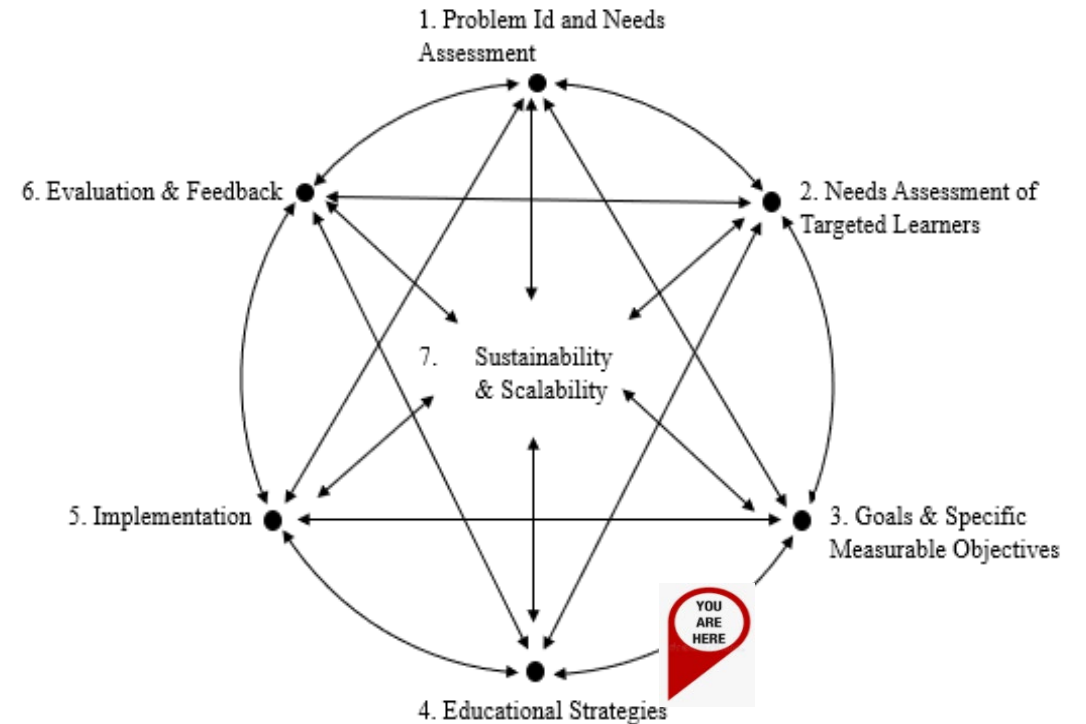 1. Problem Id and Needs
Assessment
6. Evaluation & Feedback
2. Needs Assessment of
Targeted Learners
7. Sustainability
& Scalability
5. Implementation
3. Goals & Specific
Measurable Objectives
YOU
ARE
HERE
4. Educational Strategies